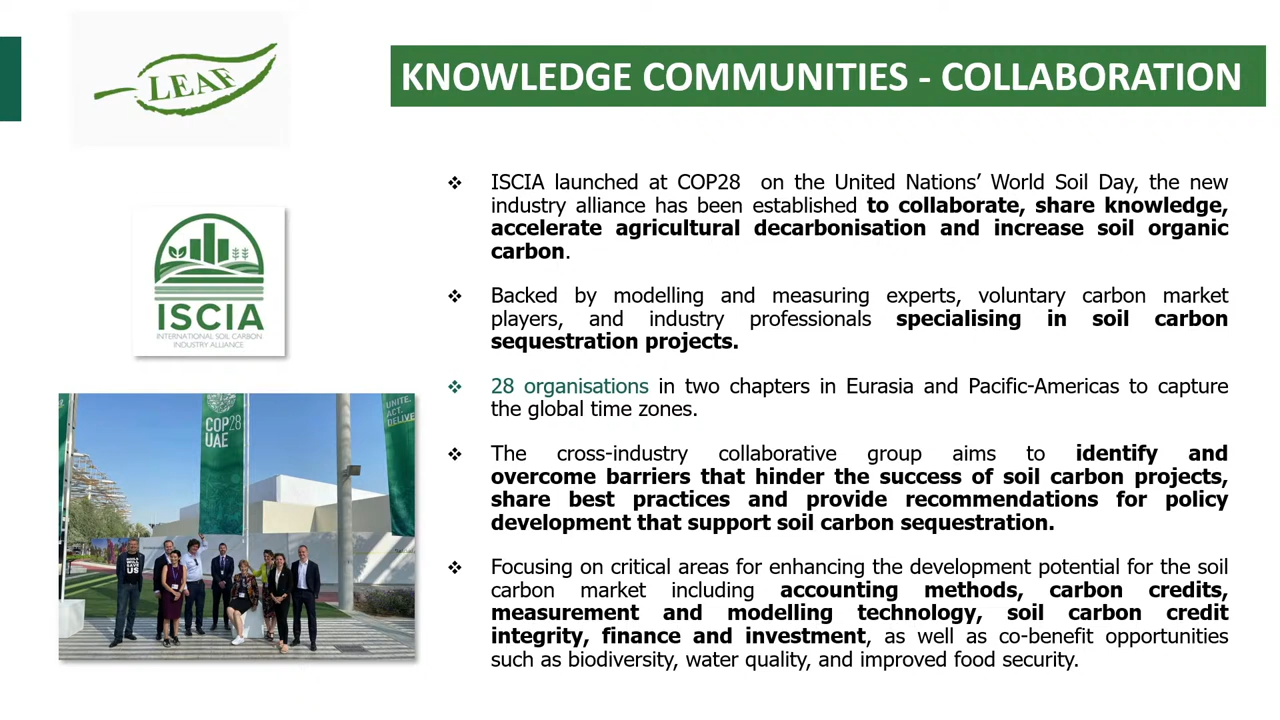 LEAF
KNOWLEDGE COMMUNITIES - COLLABORATION
❖ ISCIA launched at COP28 on the United Nations’ World Soil Day, the new
industry alliance has been established to collaborate, share knowledge,
accelerate agricultural decarbonisation and increase soil organic
carbon.
ISCIA
INTERNATIONAL SOIL CARBON
INDUSTRY ALLIANCE
❖ Backed by modelling and measuring experts, voluntary carbon market
players, and industry professionals specialising in soil carbon
sequestration projects.
❖ 28 organisations in two chapters in Eurasia and Pacific-Americas to capture
the global time zones.
❖ The cross-industry collaborative group aims to identify and
overcome barriers that hinder the success of soil carbon projects,
share best practices and provide recommendations for policy
development that support soil carbon sequestration.
❖ Focusing on critical areas for enhancing the development potential for the soil
carbon market including accounting methods, carbon credits,
measurement and modelling technology, soil carbon credit
integrity, finance and investment, as well as co-benefit opportunities
such as biodiversity, water quality, and improved food security.
COP28
UAE
UNITE.
ACT.
DELIVER